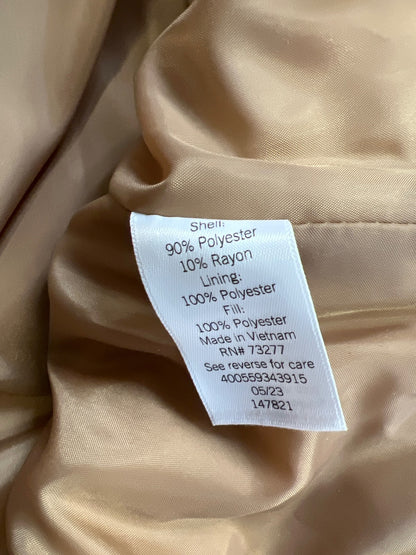 Shell:
90% Polyester
10% Rayon
Lining:
100% Polyester
Fill:
100% Polyester
Made in Vietnam
RN# 73277
See reverse for care
400559343915
05/23
147821